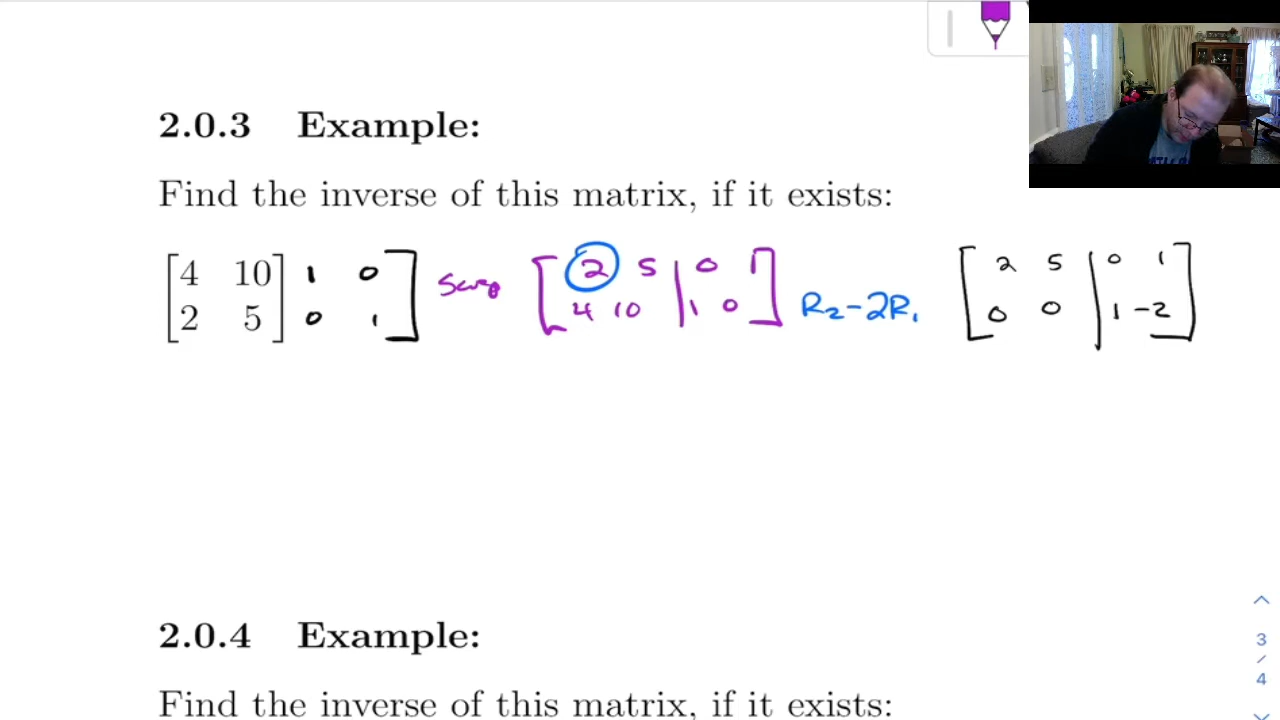 2.0.3 Example:
Find the inverse of this matrix, if it exists:
[4 10] 1 0] Swap [2 5 | 0 1] [2 5 | 0 1]
[2 5] 0 1] [4 10 | 1 0] R₂-2R₁ [0 0 | 1 -2]
2.0.4 Example:
Find the inverse of this matrix, if it exists:
3
/
4